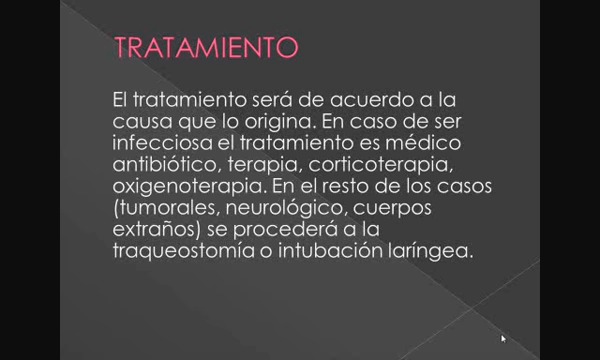 TRATAMIENTO
El tratamiento será de acuerdo a la
causa que lo origina. En caso de ser
infecciosa el tratamiento es médico
antibiótico, terapia, corticoterapia,
oxigenoterapia. En el resto de los casos
(tumorales, neurológico, cuerpos
extraños) se procederá a la
traqueostomía o intubación laríngea.